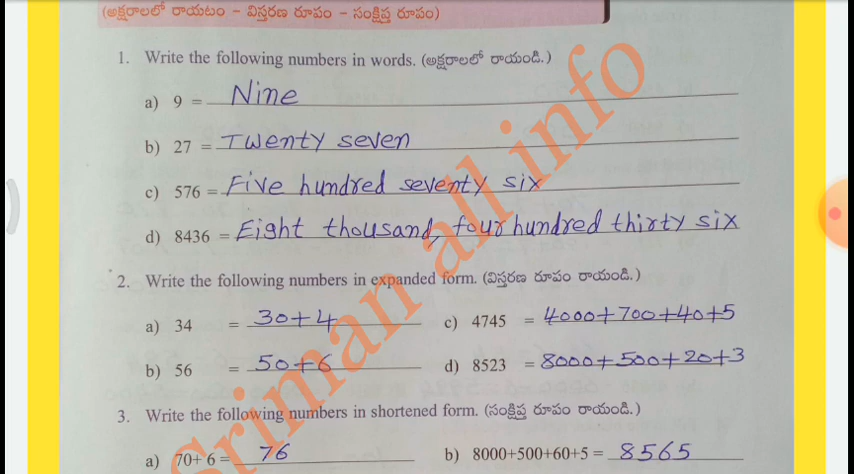 (అక్షరాలలో రాయటం – విస్తరణ రూపం – సంక్షిప్త రూపం)
1. Write the following numbers in words. (అక్షరాలలో రాయండి.)
a) 9 = Nine
b) 27 = Twenty seven
c) 576 = Five hundred seventy six
d) 8436 = Eight thousand, four hundred thirty six
2. Write the following numbers in expanded form. (విస్తరణ రూపం రాయండి.)
a) 34 = 30+4 c) 4745 = 4000+700+40+5
b) 56 = 50+6 d) 8523 = 8000+500+20+3
3. Write the following numbers in shortened form. (సంక్షిప్త రూపం రాయండి.)
a) 70+6 = 76 b) 8000+500+60+5 = 8565
Sriman all info